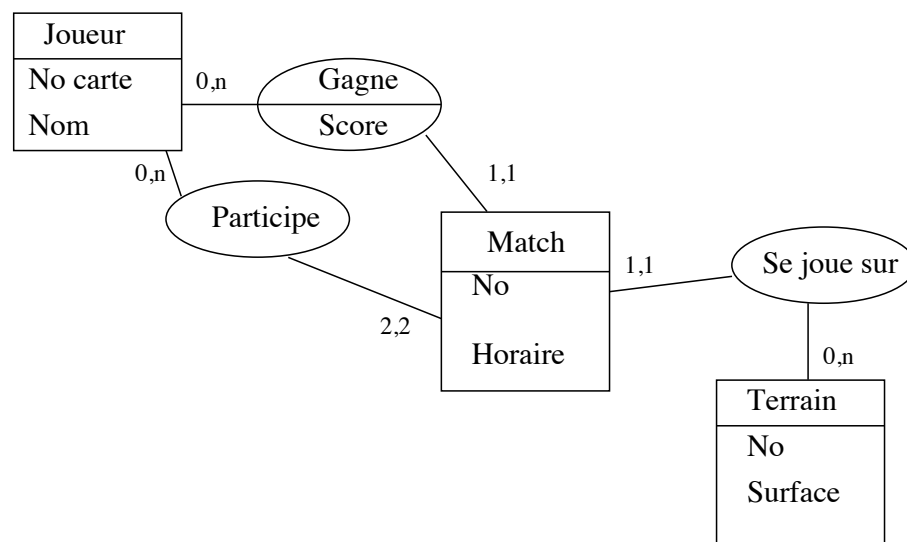 Joueur
No carte
Nom
0,n
Gagne
Score
0,n
1,1
Participe
2,2
Match
No
Horaire
1,1
Se joue sur
0,n
Terrain
No
Surface